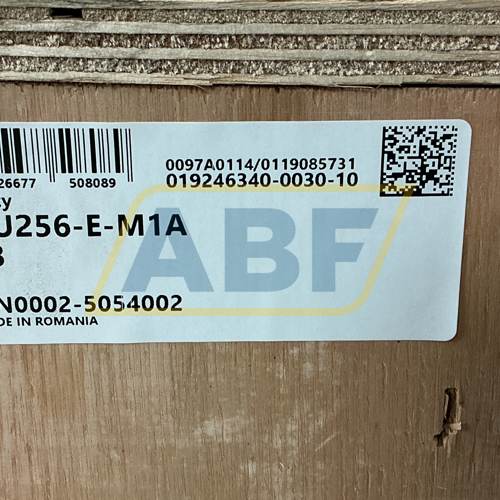 0097A0114/0119085731
26677 508089
019246340-0030-10
U256-E-M1A
N0002-5054002
DE IN ROMANIA
ABF